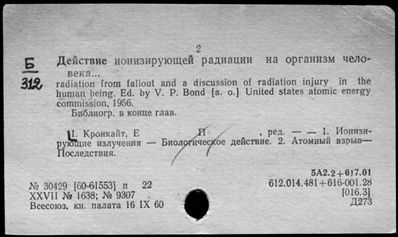 2
Б
312
Действие ионизирующей радиации на организм чело-
века...
radiation from fallout and a discussion of radiation injury in the
human being. Ed. by V. P. Bond [a. o.] United states atomic energy
commission, 1956.
Библиогр. в конце глав.
I. Кронкайт, Е П , ред. — — 1. Ионизи-
рующие излучения — Биологическое действие. 2. Атомный взрыв—
Последствия.
5А2.2+617.01
№ 30429 [60-61553] п 22
612.014.481+616-001.28
XXVII № 1638; № 9307
[016.3]
Всесоюз. кн. палата 16 IX 60
Д273